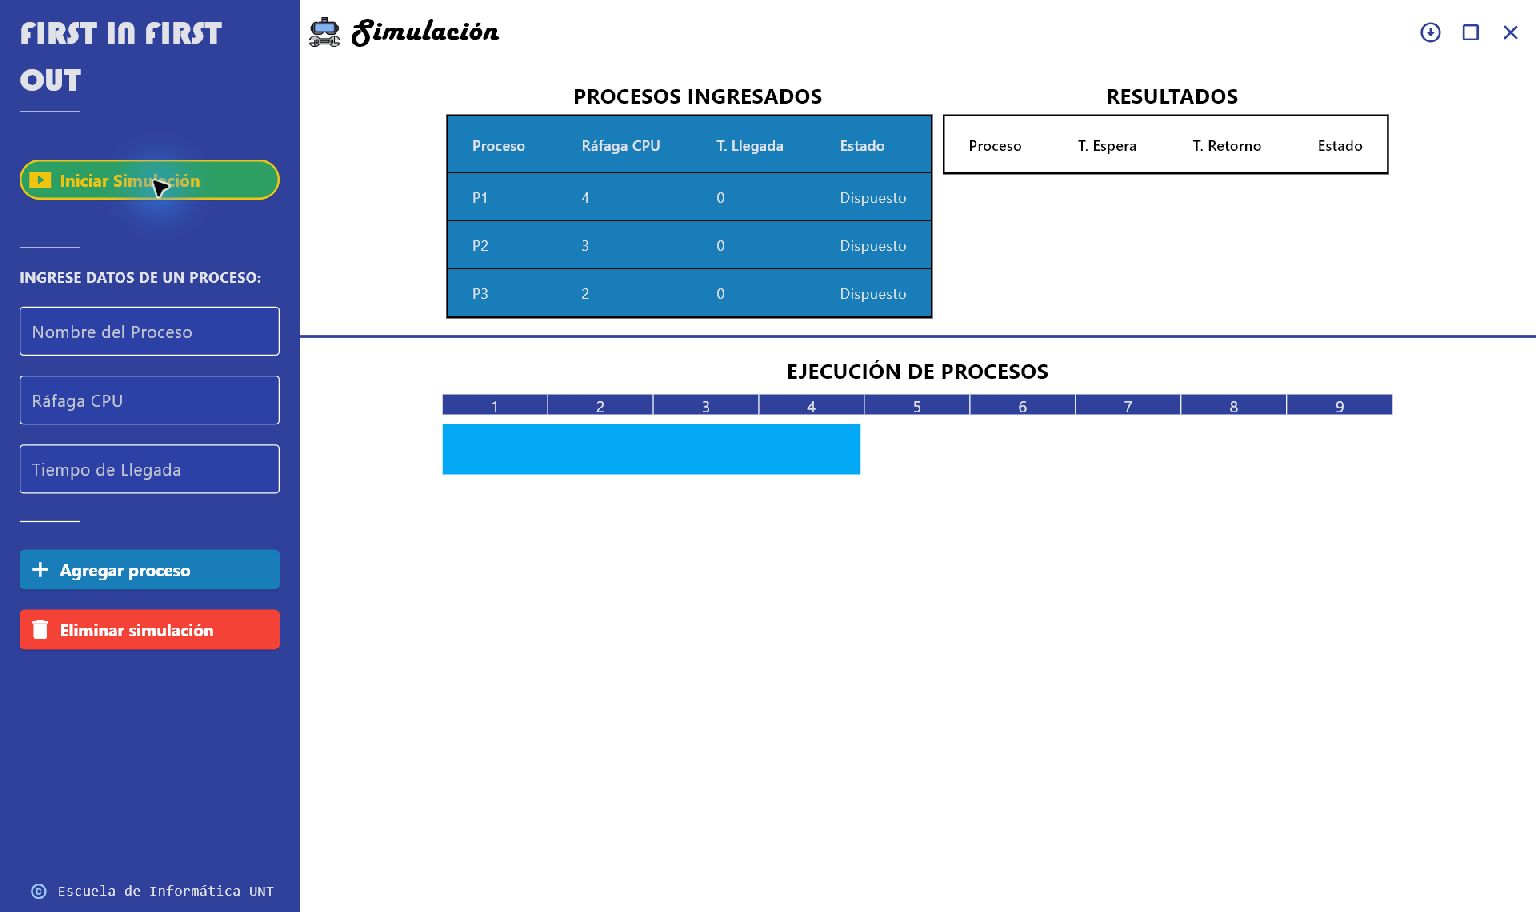 FIRST IN FIRST
OUT
Iniciar Simulación
INGRESE DATOS DE UN PROCESO:
Nombre del Proceso
Ráfaga CPU
Tiempo de Llegada
Agregar proceso
Eliminar simulación
© Escuela de Informática UNT
Simulación
PROCESOS INGRESADOS
Proceso Ráfaga CPU T. Llegada Estado
P1 4 0 Dispuesto
P2 3 0 Dispuesto
P3 2 0 Dispuesto
RESULTADOS
Proceso T. Espera T. Retorno Estado
EJECUCIÓN DE PROCESOS
1 2 3 4 5 6 7 8 9